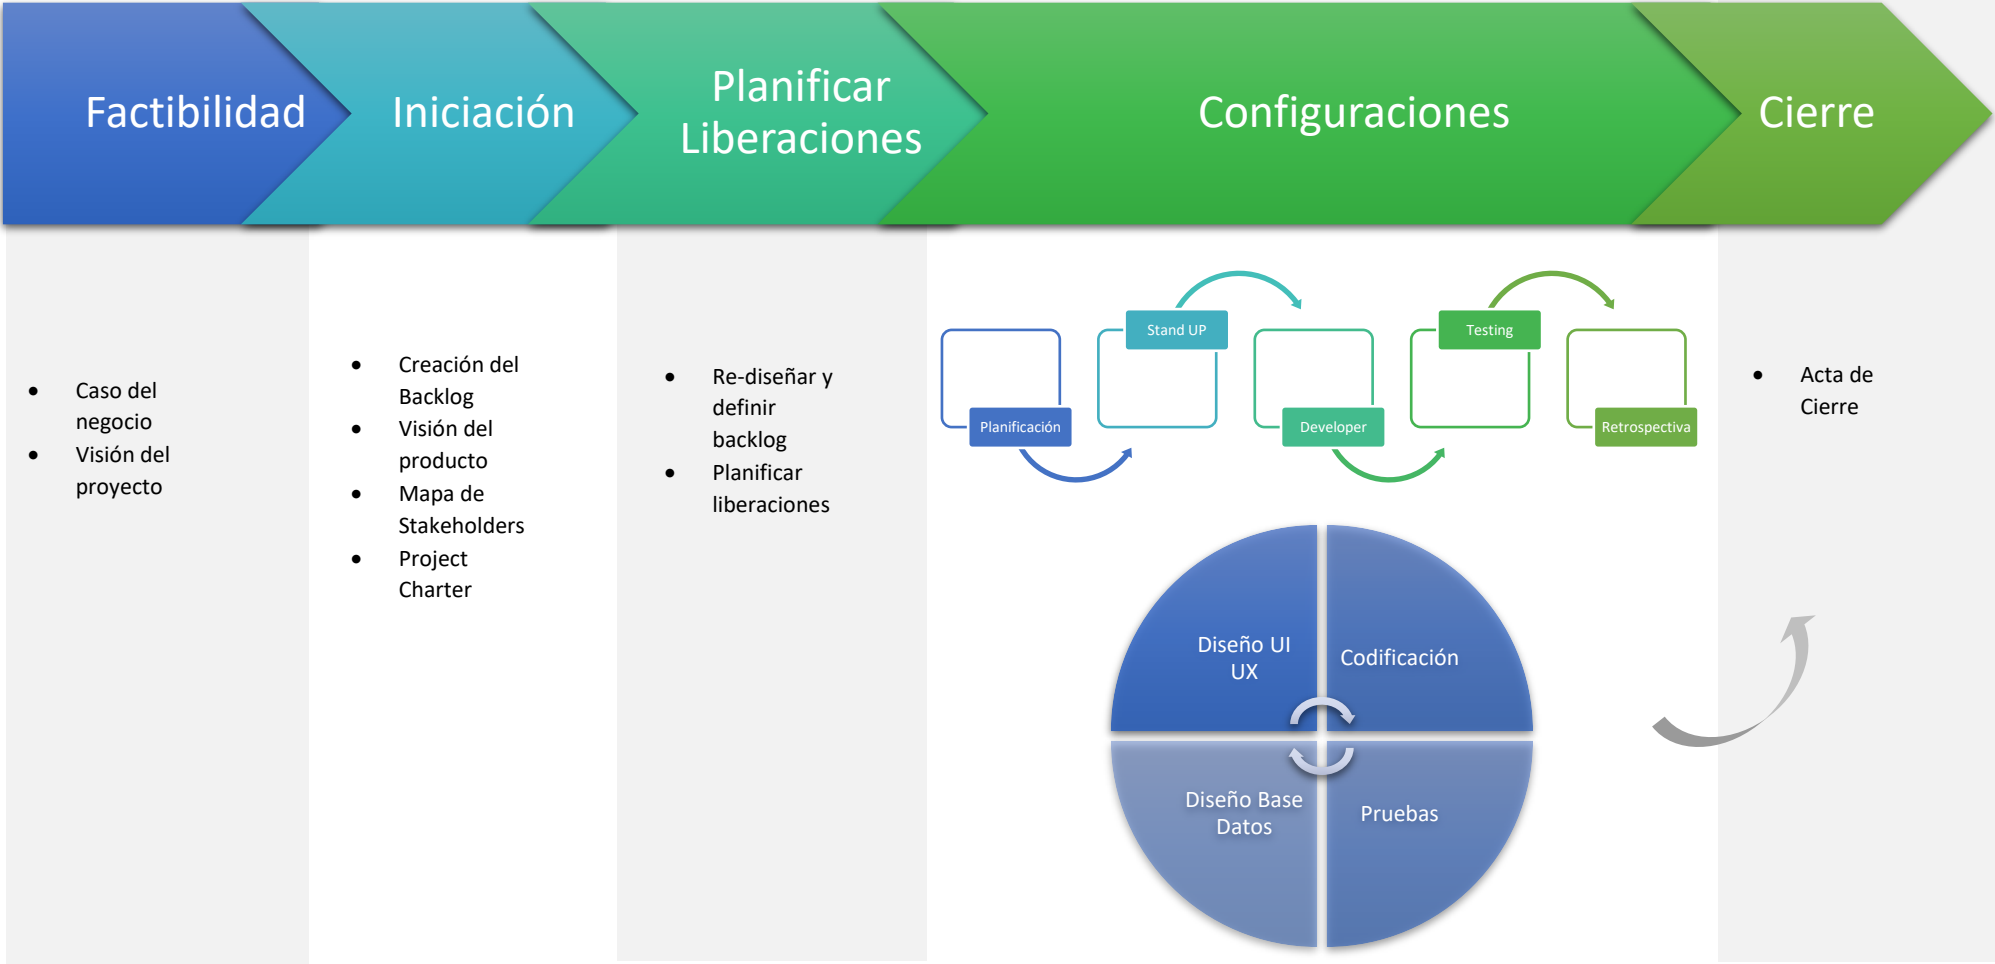 Factibilidad
Iniciación
Planificar
Liberaciones
Configuraciones
Cierre
• Caso del
negocio
• Visión del
proyecto
• Creación del
Backlog
• Visión del
producto
• Mapa de
Stakeholders
• Project
Charter
• Re-diseñar y
definir
backlog
• Planificar
liberaciones
Planificación
Stand UP
Developer
Testing
Retrospectiva
Diseño UI
UX
Codificación
Diseño Base
Datos
Pruebas
• Acta de
Cierre